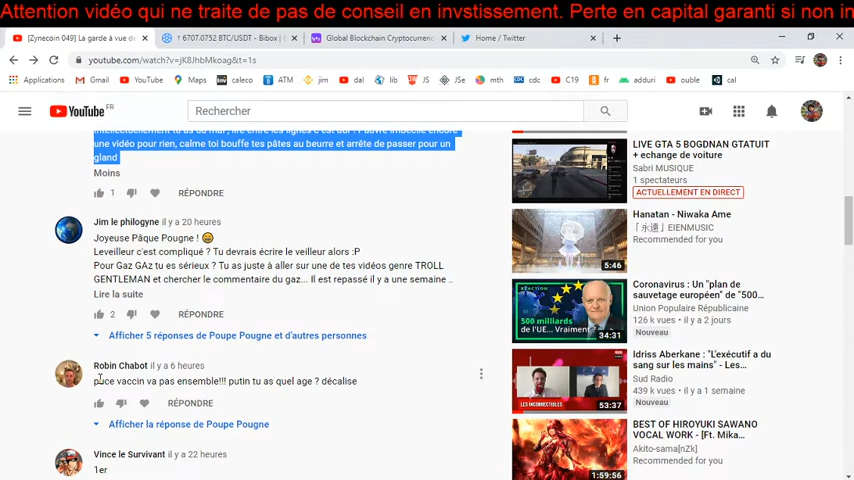 Attention vidéo qui ne traite de pas de conseil en invstissement. Perte en capital garanti si non in
[Zynecoin 049] La garde à vue de
6707.0752 BTC/USDT - Bibox |
Global Blockchain Cryptocurrenc
Home / Twitter
youtube.com/watch?v=jK8JhbMkoag&t=1s
Applications
Gmail
YouTube
Maps
caleco
ATM
jim
dal
lib
JS
JSe
mth
cdc
C19
fr
adduri
ouble
cal
YouTube FR
Rechercher
une vidéo pour rien, calme toi bouffe tes pâtes au beurre et arrête de passer pour un
gland
Moins
1
RÉPONDRE
Jim le philogyne il y a 20 heures
Joyeuse Pâque Pougne !
Leveilleur c'est compliqué ? Tu devrais écrire le veilleur alors :P
Pour Gaz GAz tu es sérieux ? Tu as juste à aller sur une de tes vidéos genre TROLL
GENTLEMAN et chercher le commentaire du gaz... Il est repassé il y a une semaine ..
Lire la suite
2
RÉPONDRE
Afficher 5 réponses de Poupe Pougne et d'autres personnes
Robin Chabot il y a 6 heures
puce vaccin va pas ensemble!!! putin tu as quel age ? décalise
RÉPONDRE
Afficher la réponse de Poupe Pougne
Vince le Survivant il y a 22 heures
1er
LIVE GTA 5 BOGDNAN GATUIT
+ echange de voiture
Sabri MUSIQUE
1 spectateurs
ACTUELLEMENT EN DIRECT
Hanatan - Niwaka Ame
「永遠」EIENMUSIC
Recommended for you
5:46
Coronavirus : Un "plan de
sauvetage européen" de "500...
Union Populaire Républicaine
126 k vues • il y a 2 jours
Nouveau
RÉACTION
500 milliards
de l'UE... Vraiment ?
34:31
Idriss Aberkane : "L'exécutif a du
sang sur les mains" - Les...
Sud Radio
439 k vues • il y a 1 semaine
Recommended for you
LES INCORRECTIBLES
53:37
BEST OF HIROYUKI SAWANO
VOCAL WORK - [Ft. Mika...
Akito-sama[nZk]
Recommended for you
1:59:56